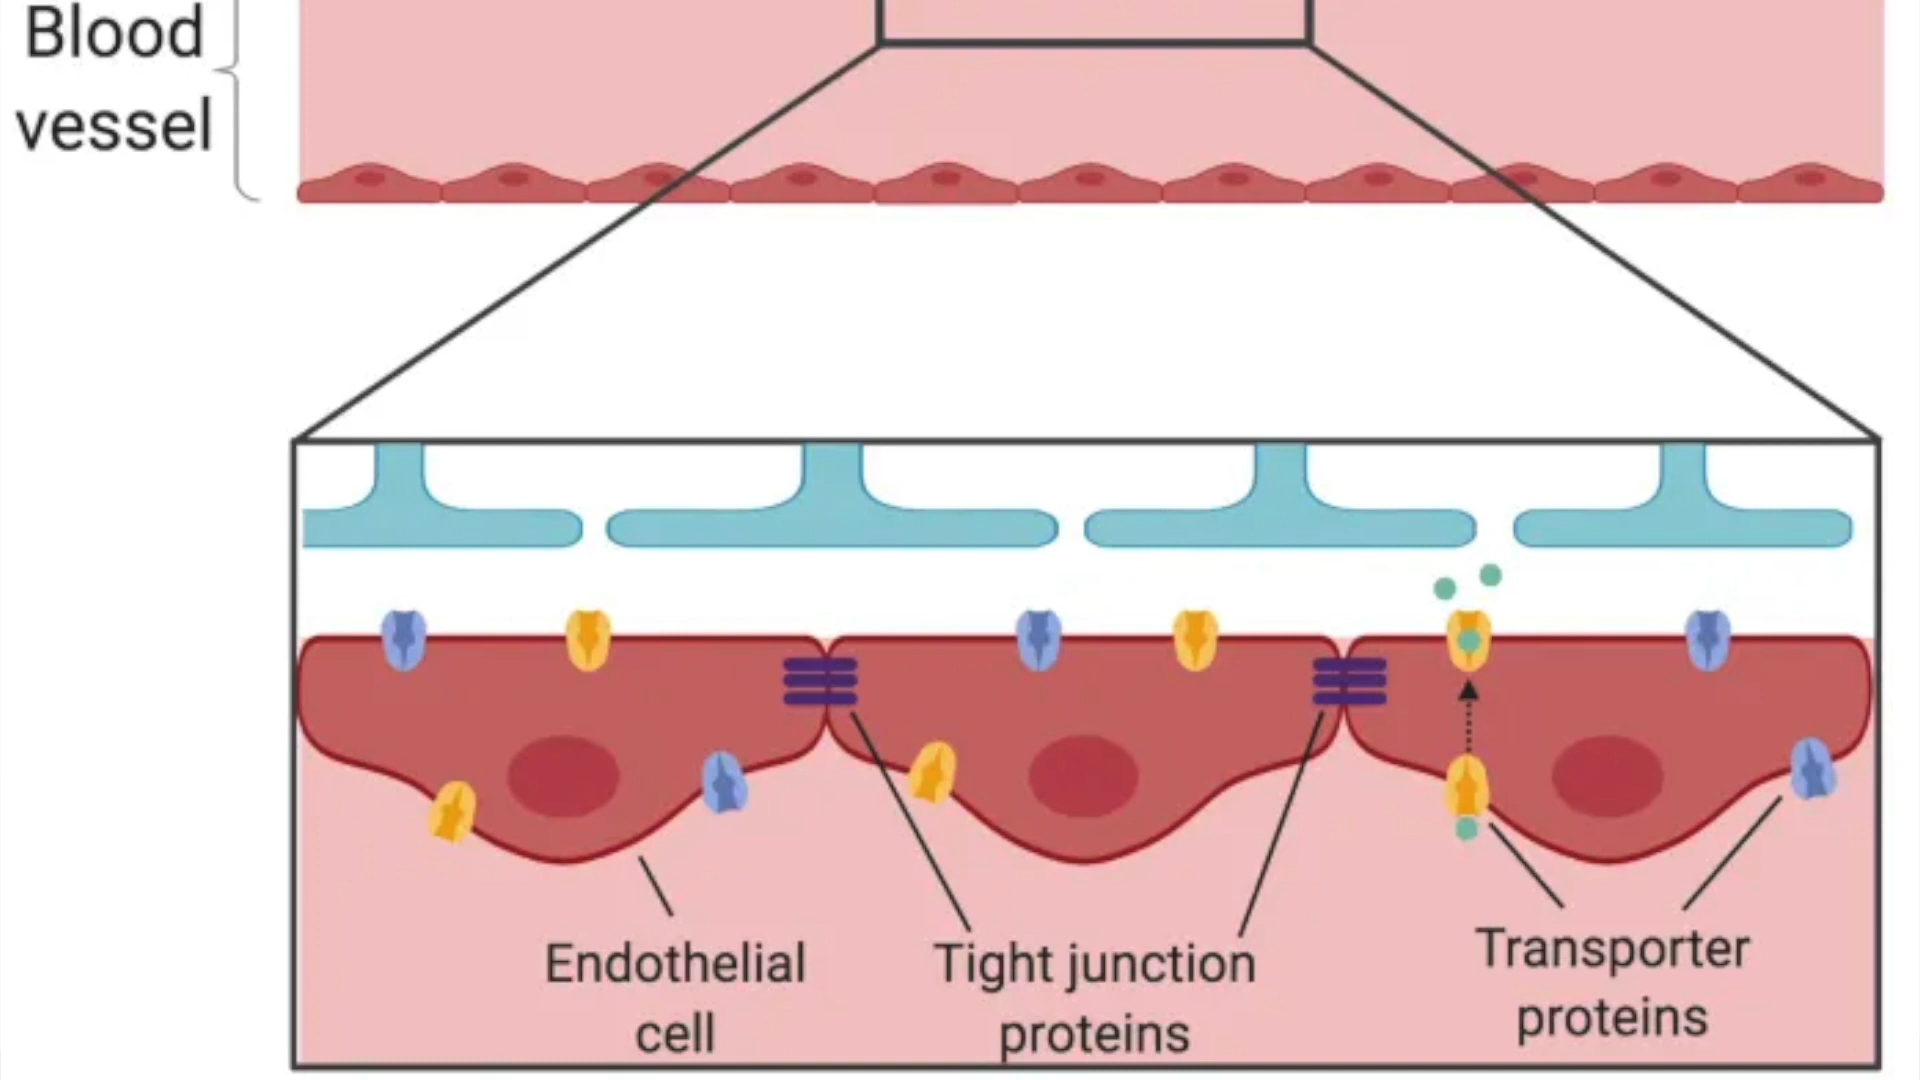 Blood
vessel
Endothelial
cell
Tight junction
proteins
Transporter
proteins